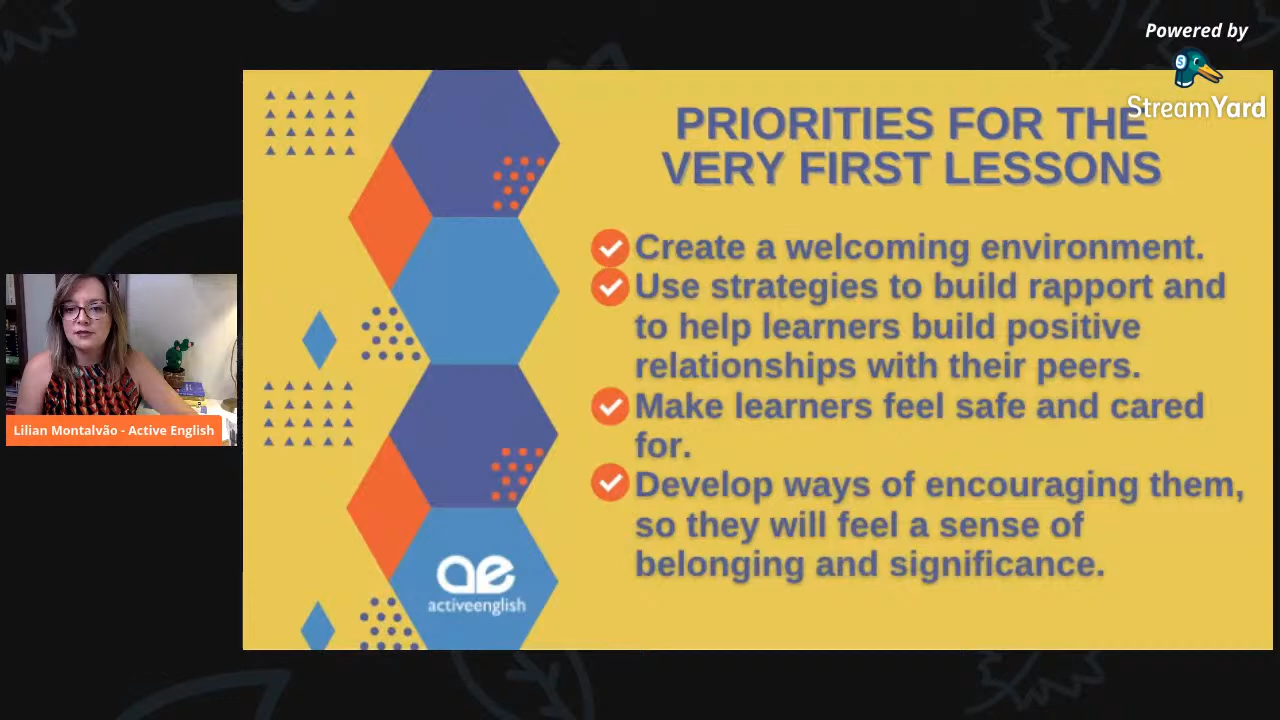 Powered by
StreamYard
PRIORITIES FOR THE
VERY FIRST LESSONS
Create a welcoming environment.
Use strategies to build rapport and
to help learners build positive
relationships with their peers.
Make learners feel safe and cared
for.
Develop ways of encouraging them,
so they will feel a sense of
belonging and significance.
Lilian Montalvão - Active English
ae
activeenglish